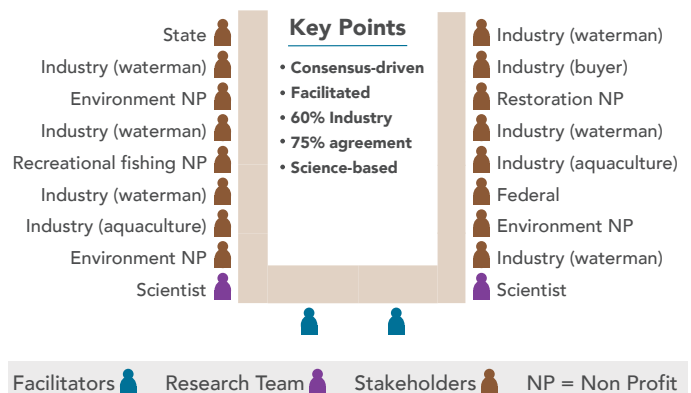 State
Industry (waterman)
Environment NP
Industry (waterman)
Recreational fishing NP
Industry (waterman)
Industry (aquaculture)
Environment NP
Scientist
Key Points
• Consensus-driven
• Facilitated
• 60% Industry
• 75% agreement
• Science-based
Industry (waterman)
Industry (buyer)
Restoration NP
Industry (waterman)
Industry (aquaculture)
Federal
Environment NP
Industry (waterman)
Scientist
Facilitators Research Team Stakeholders NP = Non Profit